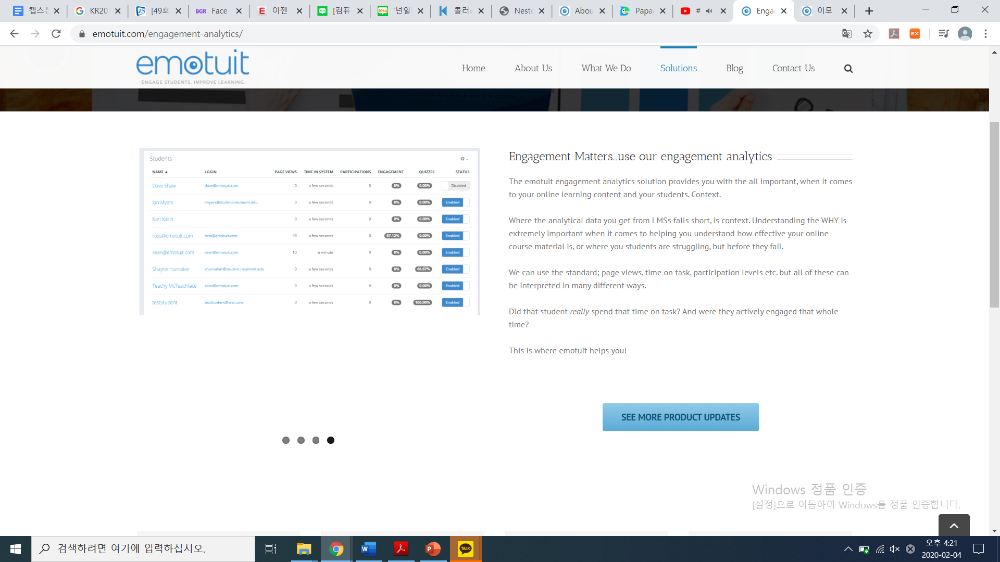 캡스톤
KR20
[49호
BGR Face
이젠
[컴퓨
'넌얼
콜러스
Nesto
Abou
Papa
#
Enga
이모
emotuit.com/engagement-analytics/
emotuit
ENGAGE STUDENTS. IMPROVE LEARNING.
Home About Us What We Do Solutions Blog Contact Us
Students
NAME ▲ LOGIN PAGE VIEWS TIME IN SYSTEM PARTICIPATIONS ENGAGEMENT QUIZZES STATUS
Dave Shaw dave@emotuit.com 0 a few seconds 0 0% 0.00% Disabled
Ian Myers imyers@student.neumont.edu 0 a few seconds 0 0% 0.00% Enabled
Kari Kallin 0 a few seconds 0 0% 0.00% Enabled
ross@emotuit.com ross@emotuit.com 43 a few seconds 0 87.12% 0.00% Enabled
sean@emotuit.com sean@emotuit.com 10 a minute 0 0% 0.00% Enabled
Shayne Hunsaker shunsaker@student.neumont.edu 0 a few seconds 0 0% 66.67% Enabled
Teachy McTeachface sean@emotuit.com 0 a few seconds 0 0% 0.00% Enabled
testStudent testStudent@test.com 0 a few seconds 0 0% 100.00% Enabled
Engagement Matters...use our engagement analytics
The emotuit engagement analytics solution provides you with the all important, when it comes
to your online learning content and your students. Context.
Where the analytical data you get from LMSs falls short, is context. Understanding the WHY is
extremely important when it comes to helping you understand how effective your online
course material is, or where you students are struggling, but before they fail.
We can use the standard; page views, time on task, participation levels etc. but all of these can
be interpreted in many different ways.
Did that student really spend that time on task? And were they actively engaged that whole
time?
This is where emotuit helps you!
SEE MORE PRODUCT UPDATES
Windows 정품 인증
[설정]으로 이동하여 Windows를 정품 인증합니다.
검색하려면 여기에 입력하십시오.
TALK
오후 4:21
2020-02-04